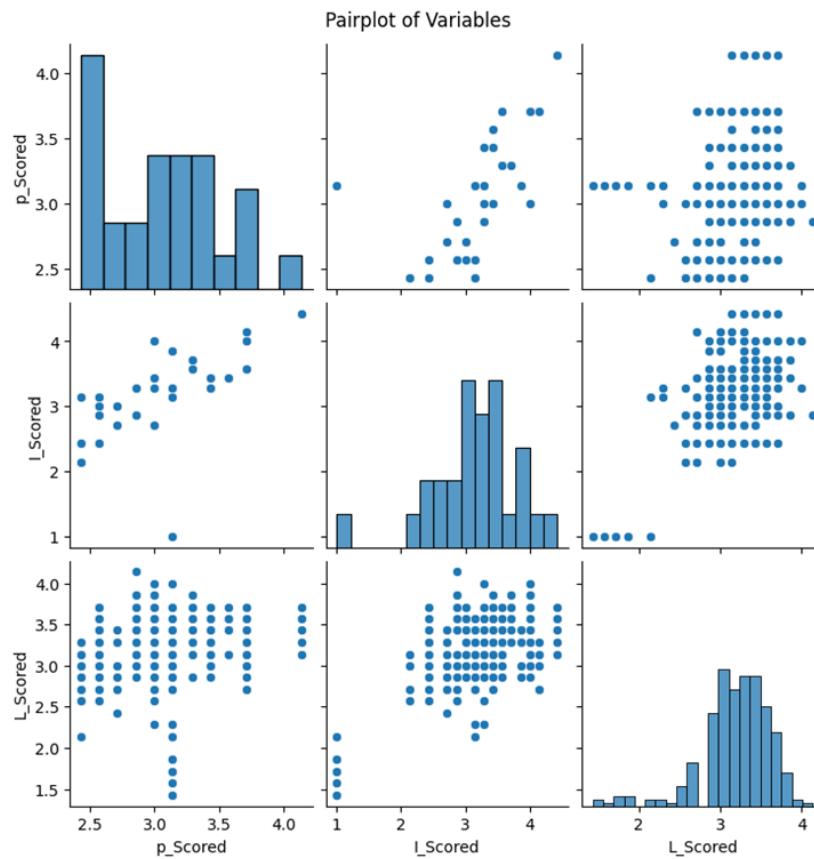 Pairplot of Variables
4.0
3.5
3.0
2.5
p_Scored
4
3
2
1
I_Scored
4.0
3.5
3.0
2.5
2.0
1.5
L_Scored
2.5 3.0 3.5 4.0
p_Scored
1 2 3 4
I_Scored
2 3 4
L_Scored